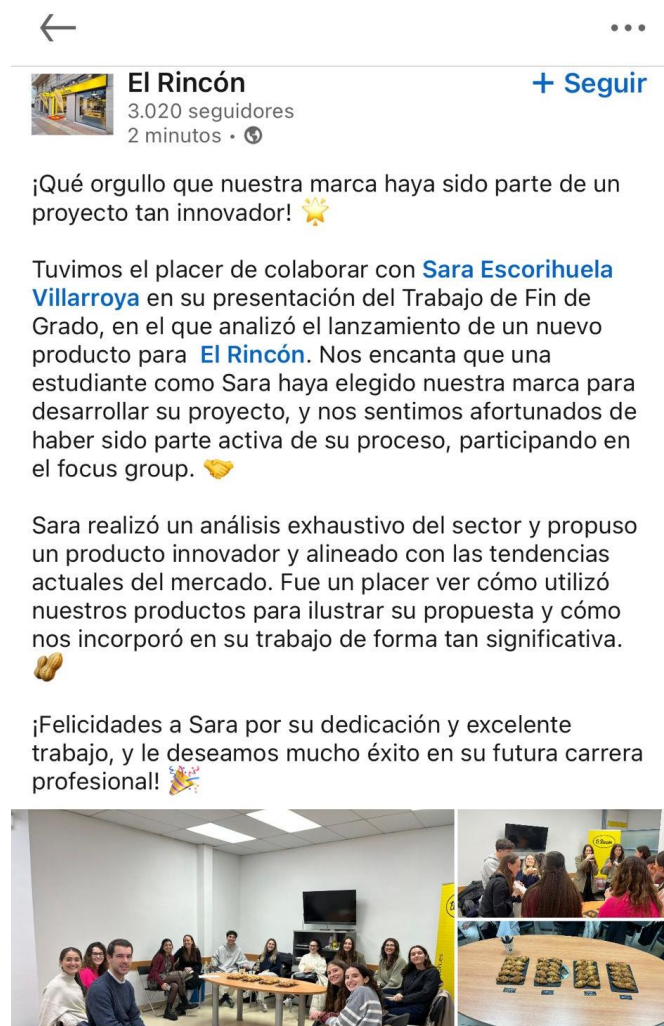 El Rincón
+ Seguir
3.020 seguidores
2 minutos •
¡Qué orgullo que nuestra marca haya sido parte de un
proyecto tan innovador! 🌟
Tuvimos el placer de colaborar con Sara Escorihuela
Villarroya en su presentación del Trabajo de Fin de
Grado, en el que analizó el lanzamiento de un nuevo
producto para El Rincón. Nos encanta que una
estudiante como Sara haya elegido nuestra marca para
desarrollar su proyecto, y nos sentimos afortunados de
haber sido parte activa de su proceso, participando en
el focus group. 🤝
Sara realizó un análisis exhaustivo del sector y propuso
un producto innovador y alineado con las tendencias
actuales del mercado. Fue un placer ver cómo utilizó
nuestros productos para ilustrar su propuesta y cómo
nos incorporó en su trabajo de forma tan significativa.
🥜
¡Felicidades a Sara por su dedicación y excelente
trabajo, y le deseamos mucho éxito en su futura carrera
profesional! 🎉
El Rincón